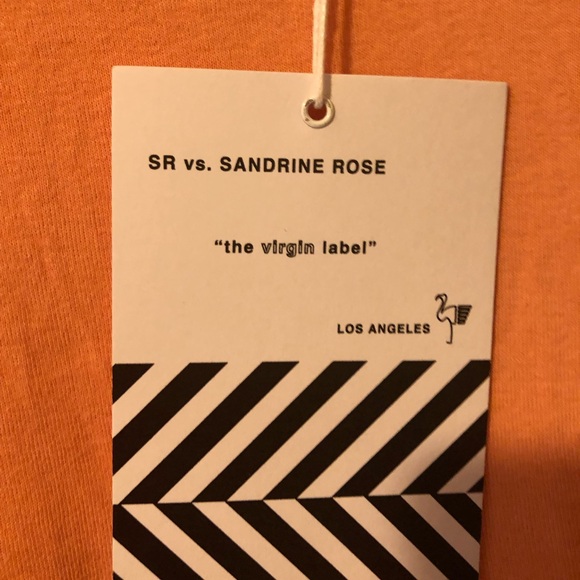 SR vs. SANDRINE ROSE
“the virgin label”
LOS ANGELES